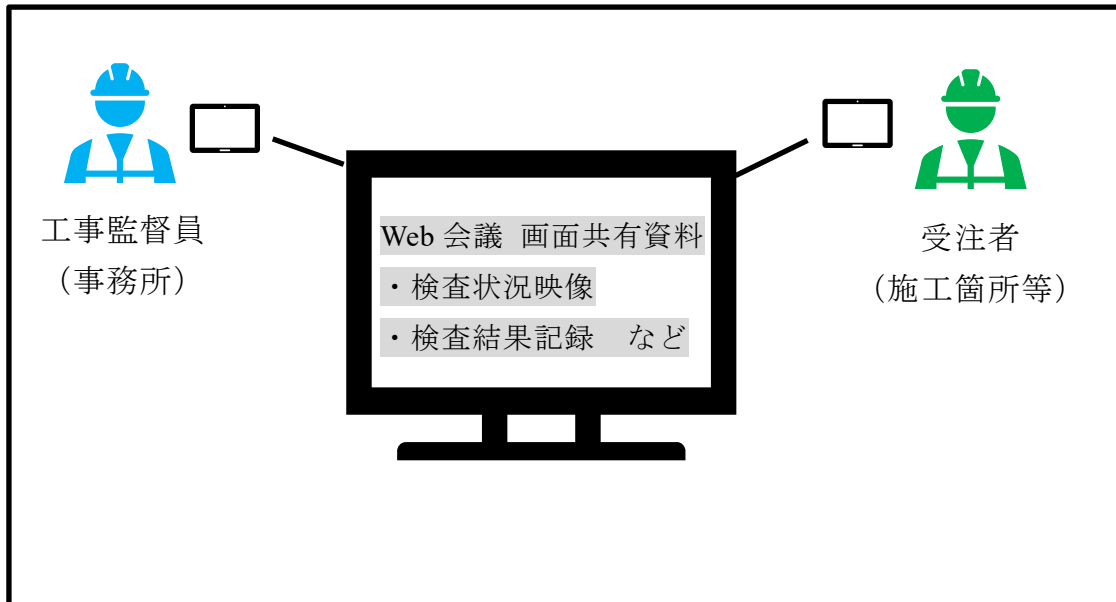 工事監督員
（事務所）
Web 会議 画面共有資料
・検査状況映像
・検査結果記録　など
受注者
（施工箇所等）